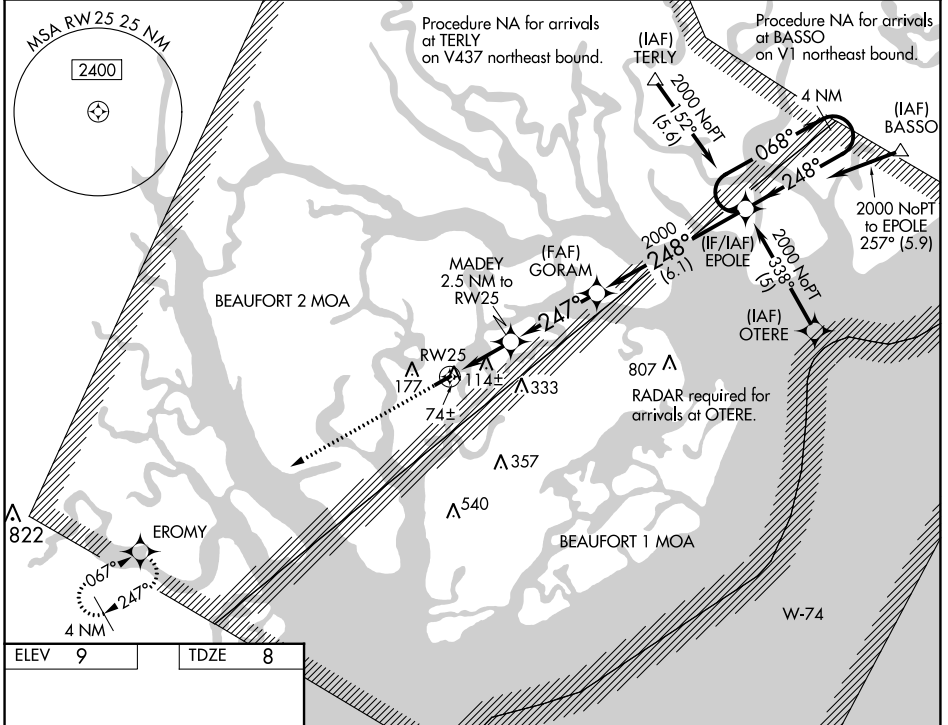 MSA RW25 25 NM
2400
Procedure NA for arrivals
at TERLY
on V437 northeast bound.
(IAF)
TERLY
Procedure NA for arrivals
at BASSO
on V1 northeast bound.
2000 NoPT
152°
(5.6)
4 NM
(IAF)
BASSO
068°
248°
2000 NoPT
to EPOLE
257° (5.9)
(IF/IAF)
EPOLE
2000
248°
(6.1)
2000 NoPT
338°
(5)
(IAF)
OTERE
(FAF)
GORAM
MADEY
2.5 NM to
RW25
247°
BEAUFORT 2 MOA
RW25
177
114±
74±
333
807
RADAR required for
arrivals at OTERE.
357
540
BEAUFORT 1 MOA
822
EROMY
067°
247°
4 NM
W-74
ELEV 9
TDZE 8